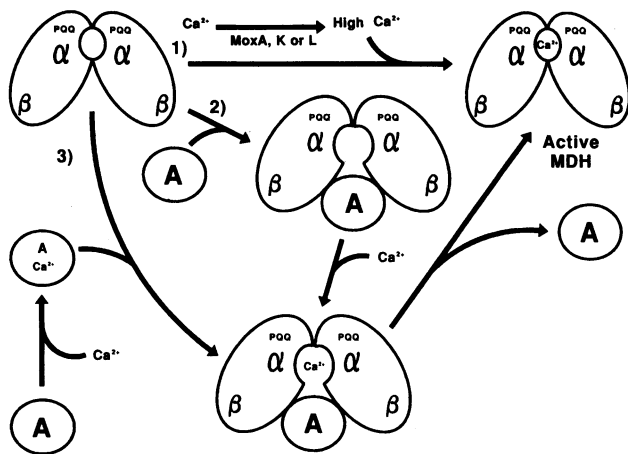 PQQ PQQ
α α
β β
1)
Ca²⁺ High Ca²⁺
MoxA, K or L
PQQ PQQ
α Ca²⁺ α
β β
Active
MDH
2)
A
PQQ PQQ
α α
β β
A
3)
A
Ca²⁺
Ca²⁺
A
Ca²⁺
A
PQQ PQQ
α Ca²⁺ α
β β
A